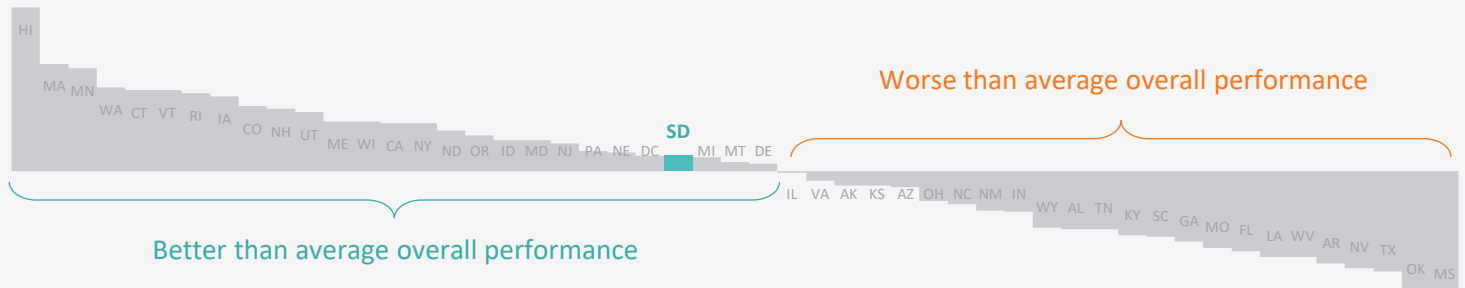 HI
MA
MN
WA
CT
VT
RI
IA
CO
NH
UT
ME
WI
CA
NY
ND
OR
ID
MD
NJ
PA
NE
DC
SD
MI
MT
DE
Worse than average overall performance
IL
VA
AK
KS
AZ
OH
NC
NM
IN
WY
AL
TN
KY
SC
GA
MO
FL
LA
WV
AR
NV
TX
OK
MS
Better than average overall performance